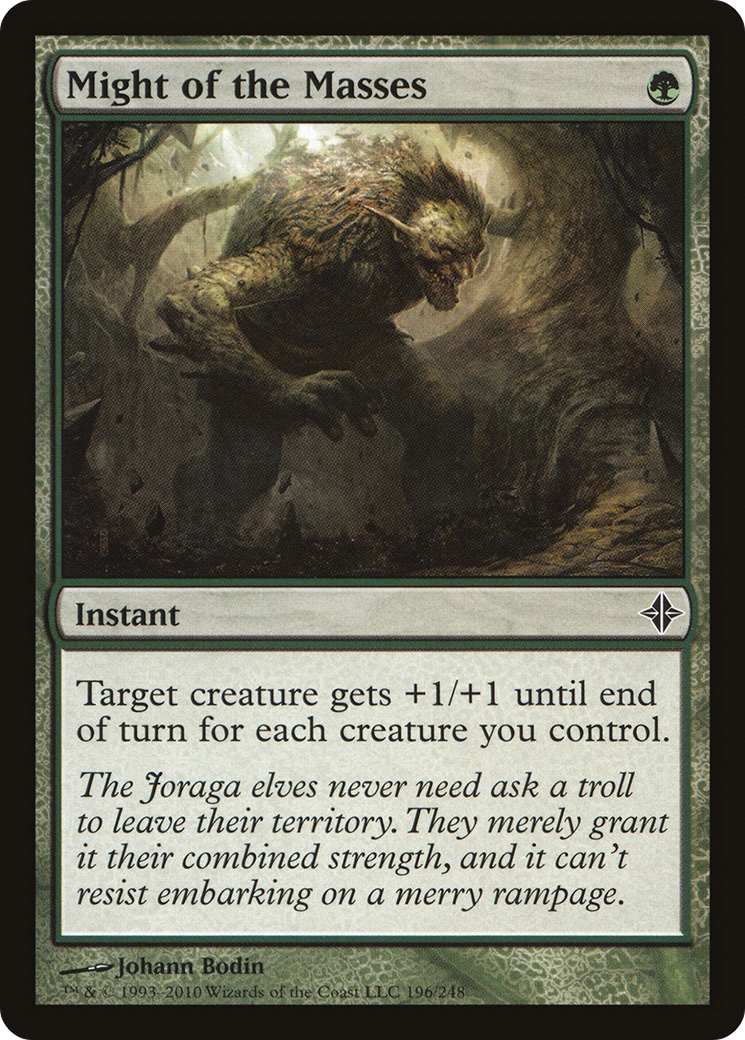 Might of the Masses
Instant
Target creature gets +1/+1 until end
of turn for each creature you control.
The Joraga elves never need ask a troll
to leave their territory. They merely grant
it their combined strength, and it can't
resist embarking on a merry rampage.
Johann Bodin
™ & © 1993–2010 Wizards of the Coast LLC 196/248